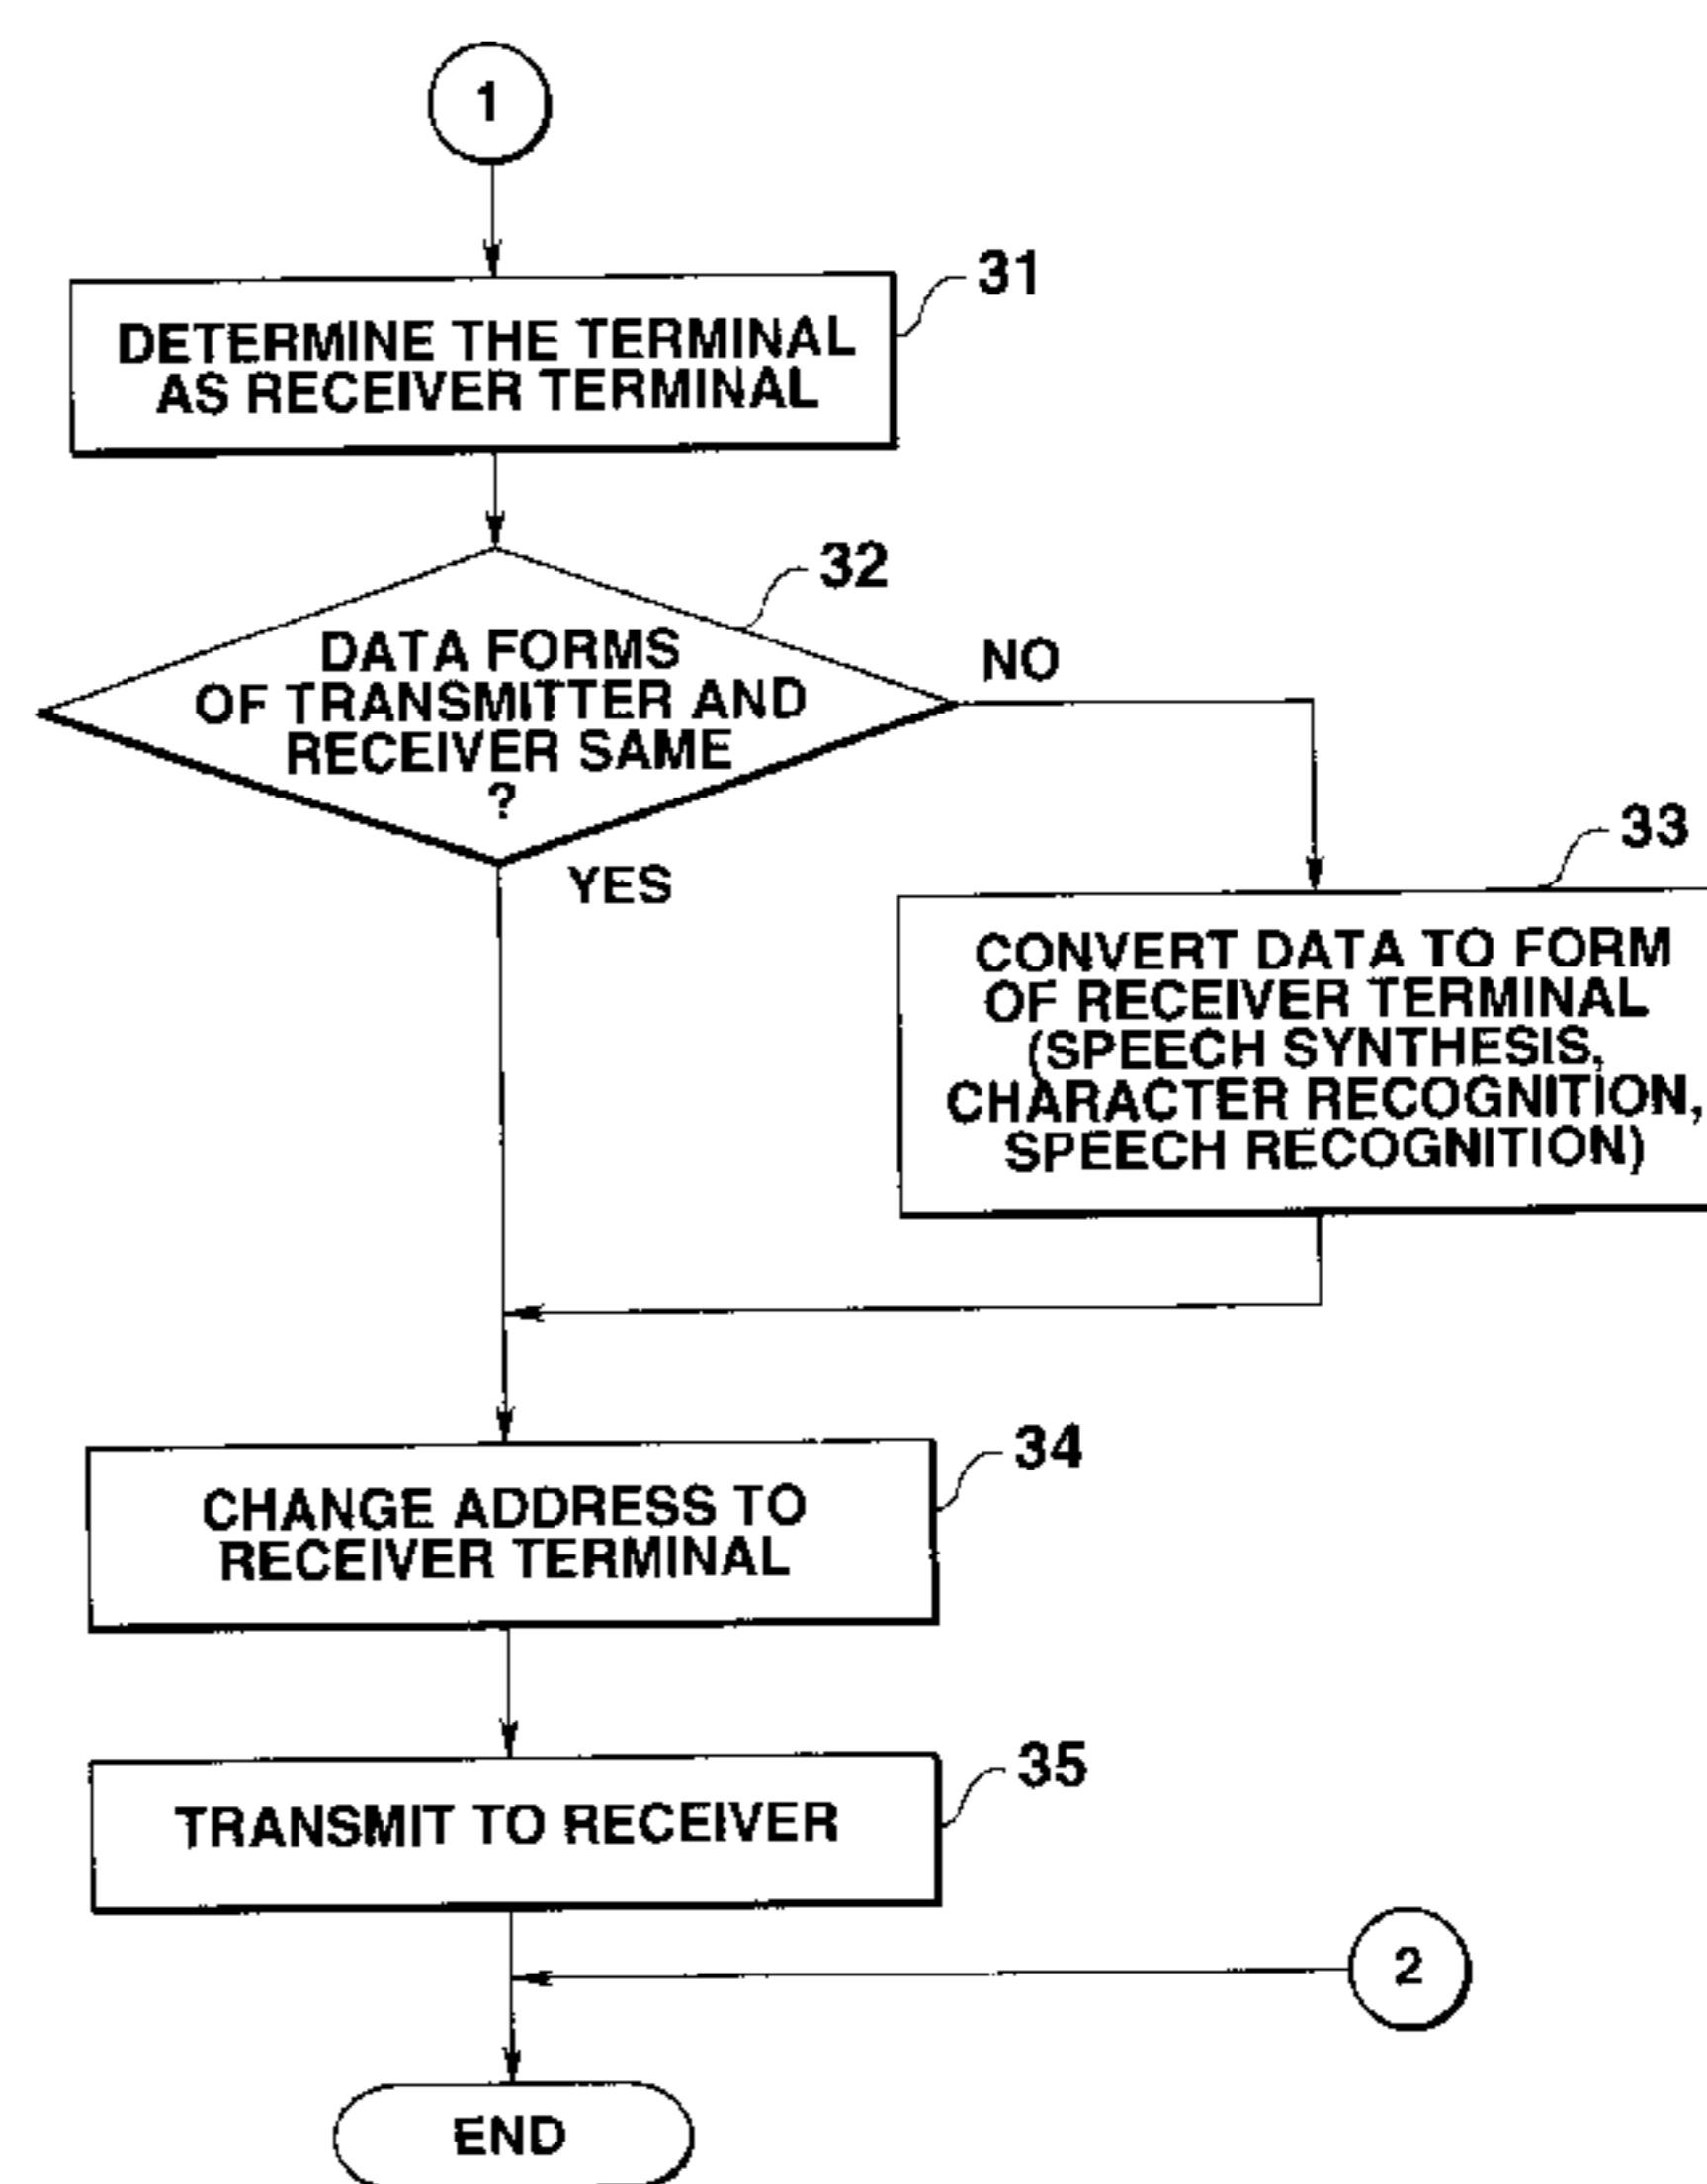 1
31
DETERMINE THE TERMINAL
AS RECEIVER TERMINAL
32
DATA FORMS
OF TRANSMITTER AND
RECEIVER SAME
?
NO
YES
33
CONVERT DATA TO FORM
OF RECEIVER TERMINAL
(SPEECH SYNTHESIS,
CHARACTER RECOGNITION,
SPEECH RECOGNITION)
34
CHANGE ADDRESS TO
RECEIVER TERMINAL
35
TRANSMIT TO RECEIVER
2
END